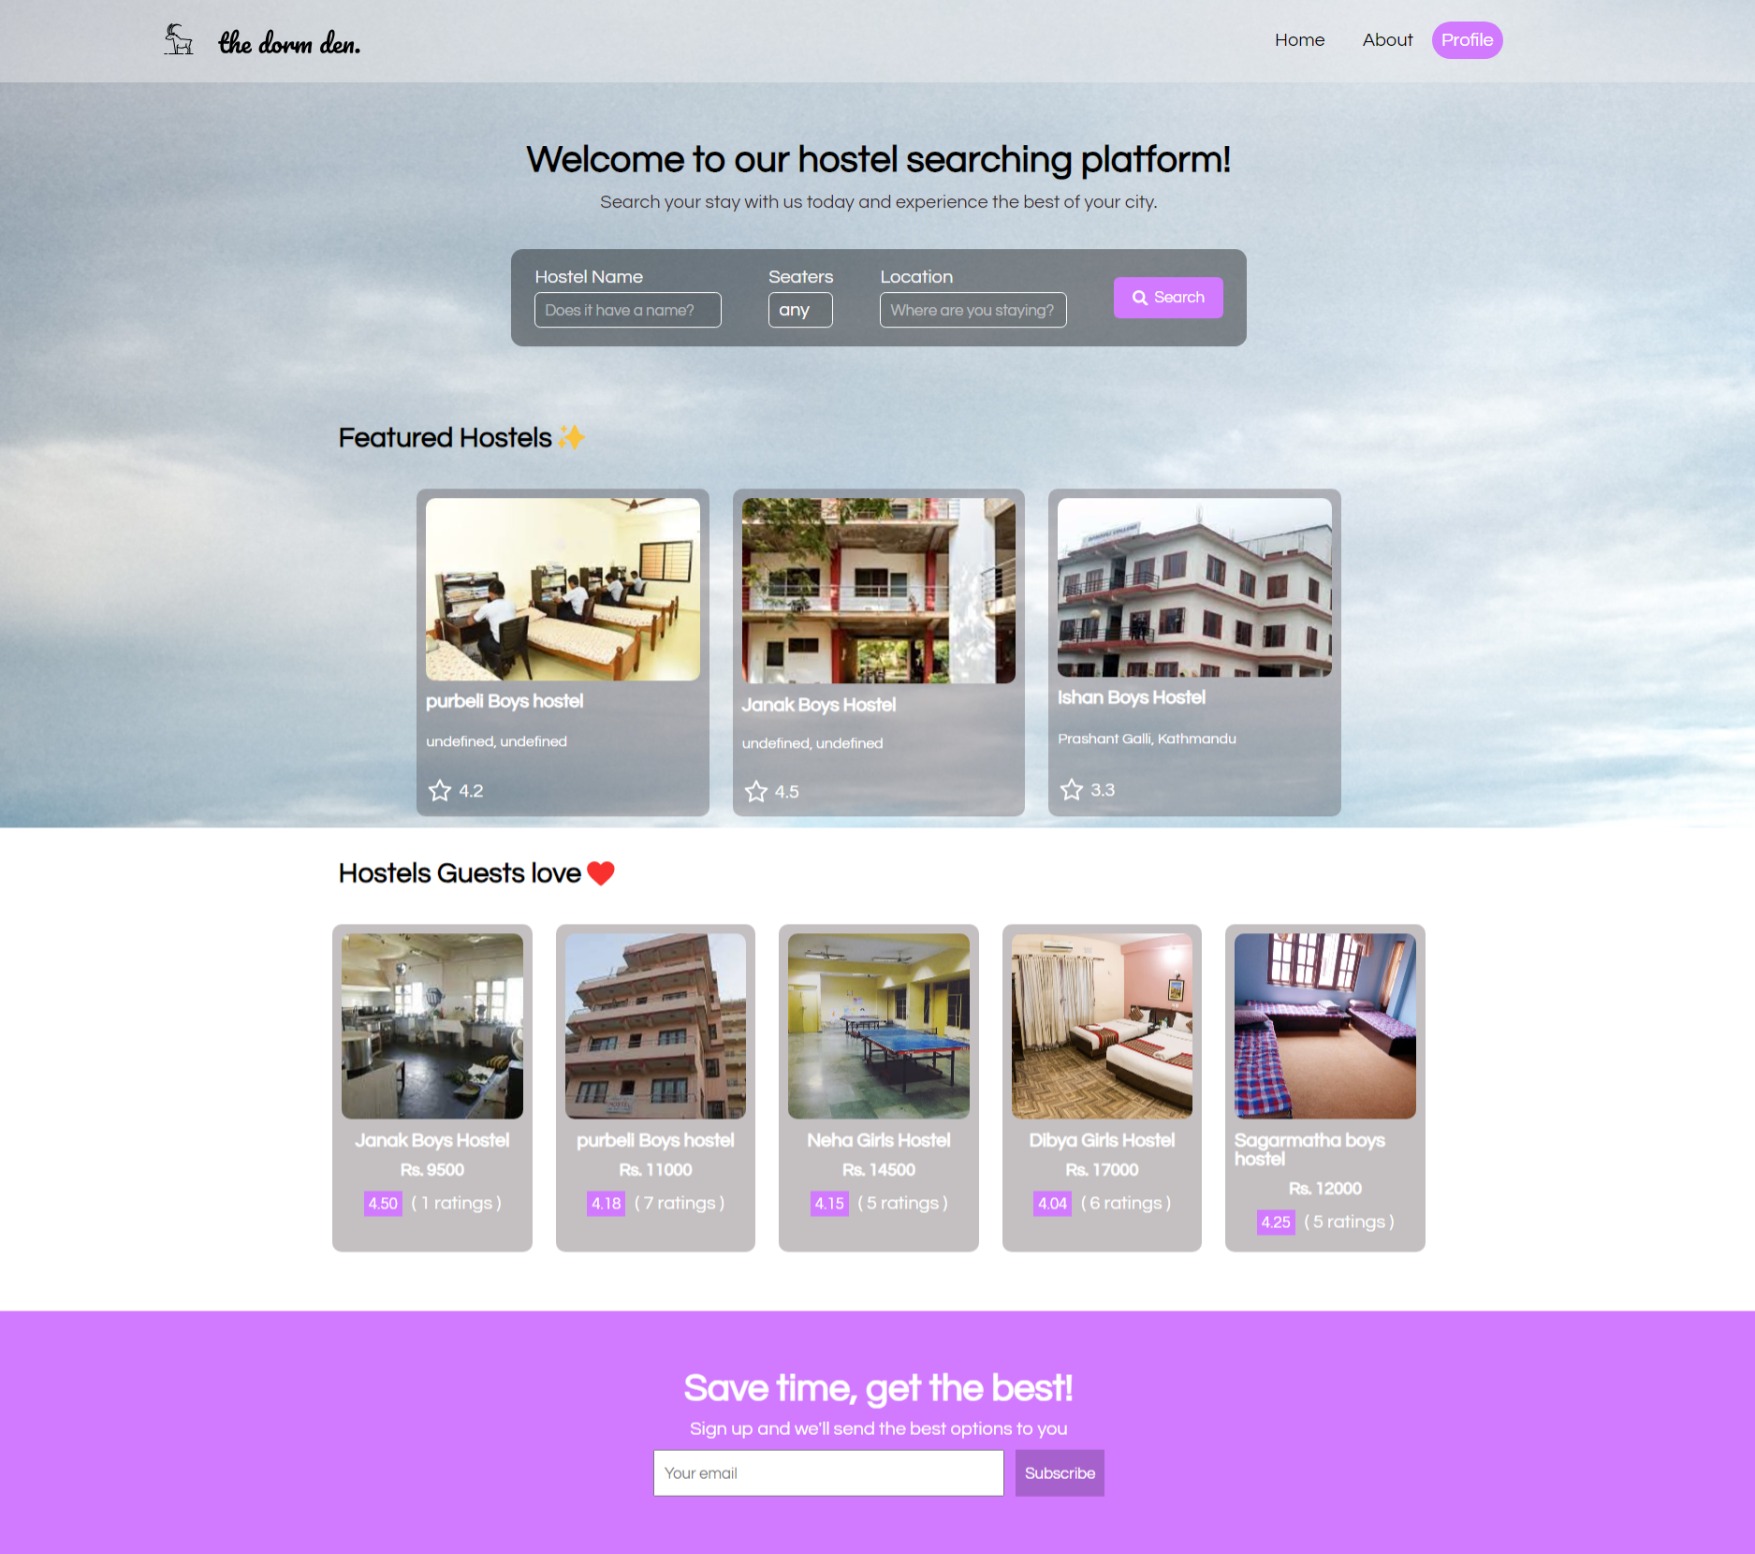 the dorm den.
Home
About
Profile
Welcome to our hostel searching platform!
Search your stay with us today and experience the best of your city.
Hostel Name
Seaters
Location
Does it have a name?
any
Where are you staying?
Search
Featured Hostels ✨
purbeli Boys hostel
undefined, undefined
4.2
Janak Boys Hostel
undefined, undefined
4.5
Ishan Boys Hostel
Prashant Galli, Kathmandu
3.3
Hostels Guests love ❤️
Janak Boys Hostel
Rs. 9500
4.50 ( 1 ratings )
purbeli Boys hostel
Rs. 11000
4.18 ( 7 ratings )
Neha Girls Hostel
Rs. 14500
4.15 ( 5 ratings )
Dibya Girls Hostel
Rs. 17000
4.04 ( 6 ratings )
Sagarmatha boys
hostel
Rs. 12000
4.25 ( 5 ratings )
Save time, get the best!
Sign up and we'll send the best options to you
Your email
Subscribe